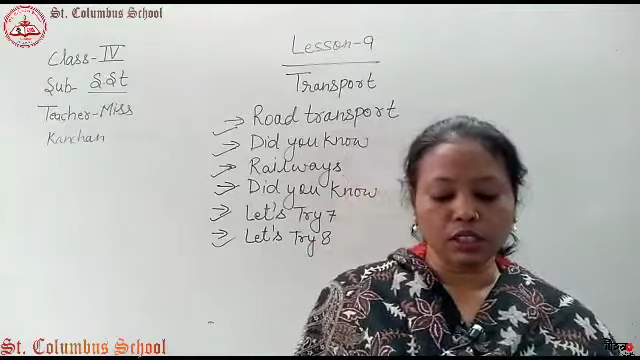 St. Columbus School
Class-IV
Sub- S.St
Teacher-Miss
Kanchan
Lesson-9
Transport
→ Road transport
→ Did you know
→ Railways
→ Did you know
→ Let's Try 7
→ Let's Try 8
St. Columbus School